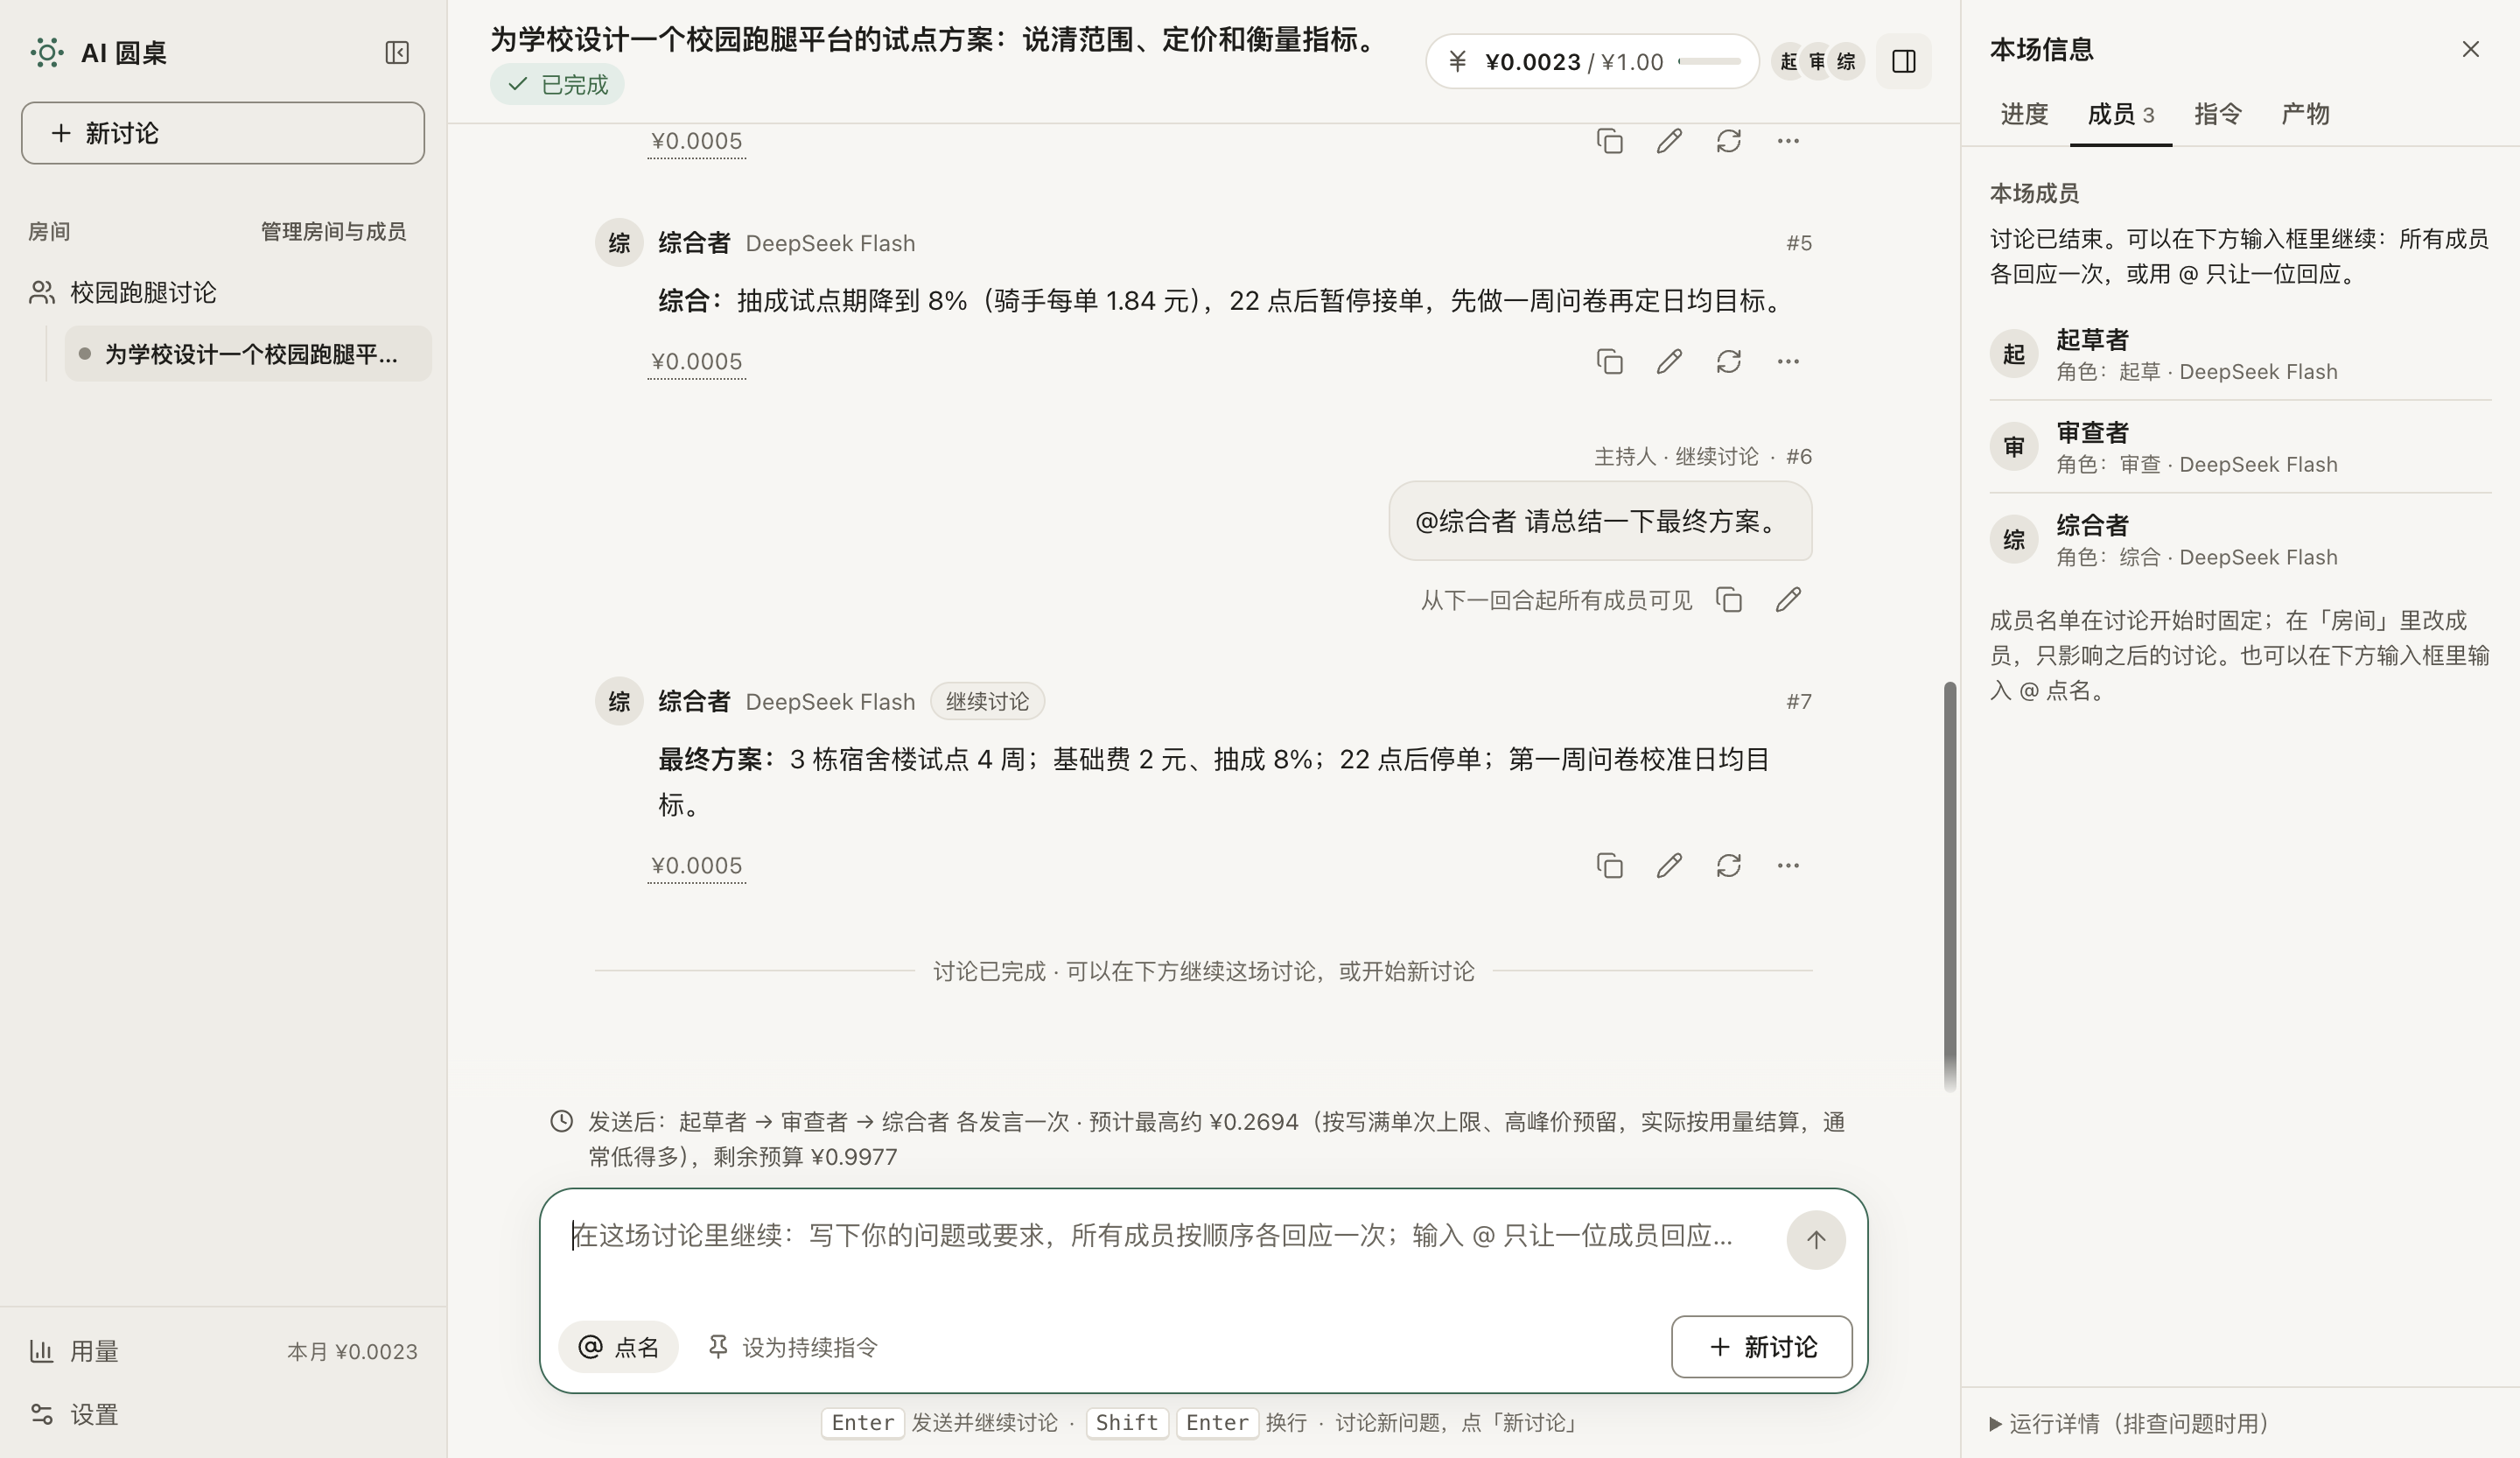 AI 圆桌
新讨论
房间
管理房间与成员
校园跑腿讨论
为学校设计一个校园跑腿平...
用量
本月 ¥0.0023
设置
为学校设计一个校园跑腿平台的试点方案：说清范围、定价和衡量指标。
已完成
¥0.0023 / ¥1.00
起
审
综
¥0.0005
综
综合者 DeepSeek Flash
#5
综合：抽成试点期降到 8%（骑手每单 1.84 元），22 点后暂停接单，先做一周问卷再定日均目标。
¥0.0005
主持人 · 继续讨论 · #6
@综合者 请总结一下最终方案。
从下一回合起所有成员可见
综
综合者 DeepSeek Flash 继续讨论
#7
最终方案：3 栋宿舍楼试点 4 周；基础费 2 元、抽成 8%；22 点后停单；第一周问卷校准日均目
标。
¥0.0005
讨论已完成 · 可以在下方继续这场讨论，或开始新讨论
发送后：起草者 → 审查者 → 综合者 各发言一次 · 预计最高约 ¥0.2694（按写满单次上限、高峰价预留，实际按用量结算，通
常低得多），剩余预算 ¥0.9977
在这场讨论里继续：写下你的问题或要求，所有成员按顺序各回应一次；输入 @ 只让一位成员回应...
@ 点名
设为持续指令
新讨论
Enter 发送并继续讨论 · Shift Enter 换行 · 讨论新问题，点「新讨论」
本场信息
进度
成员 3
指令
产物
本场成员
讨论已结束。可以在下方输入框里继续：所有成员
各回应一次，或用 @ 只让一位回应。
起
起草者
角色：起草 · DeepSeek Flash
审
审查者
角色：审查 · DeepSeek Flash
综
综合者
角色：综合 · DeepSeek Flash
成员名单在讨论开始时固定；在「房间」里改成
员，只影响之后的讨论。也可以在下方输入框里输
入 @ 点名。
运行详情（排查问题时用）